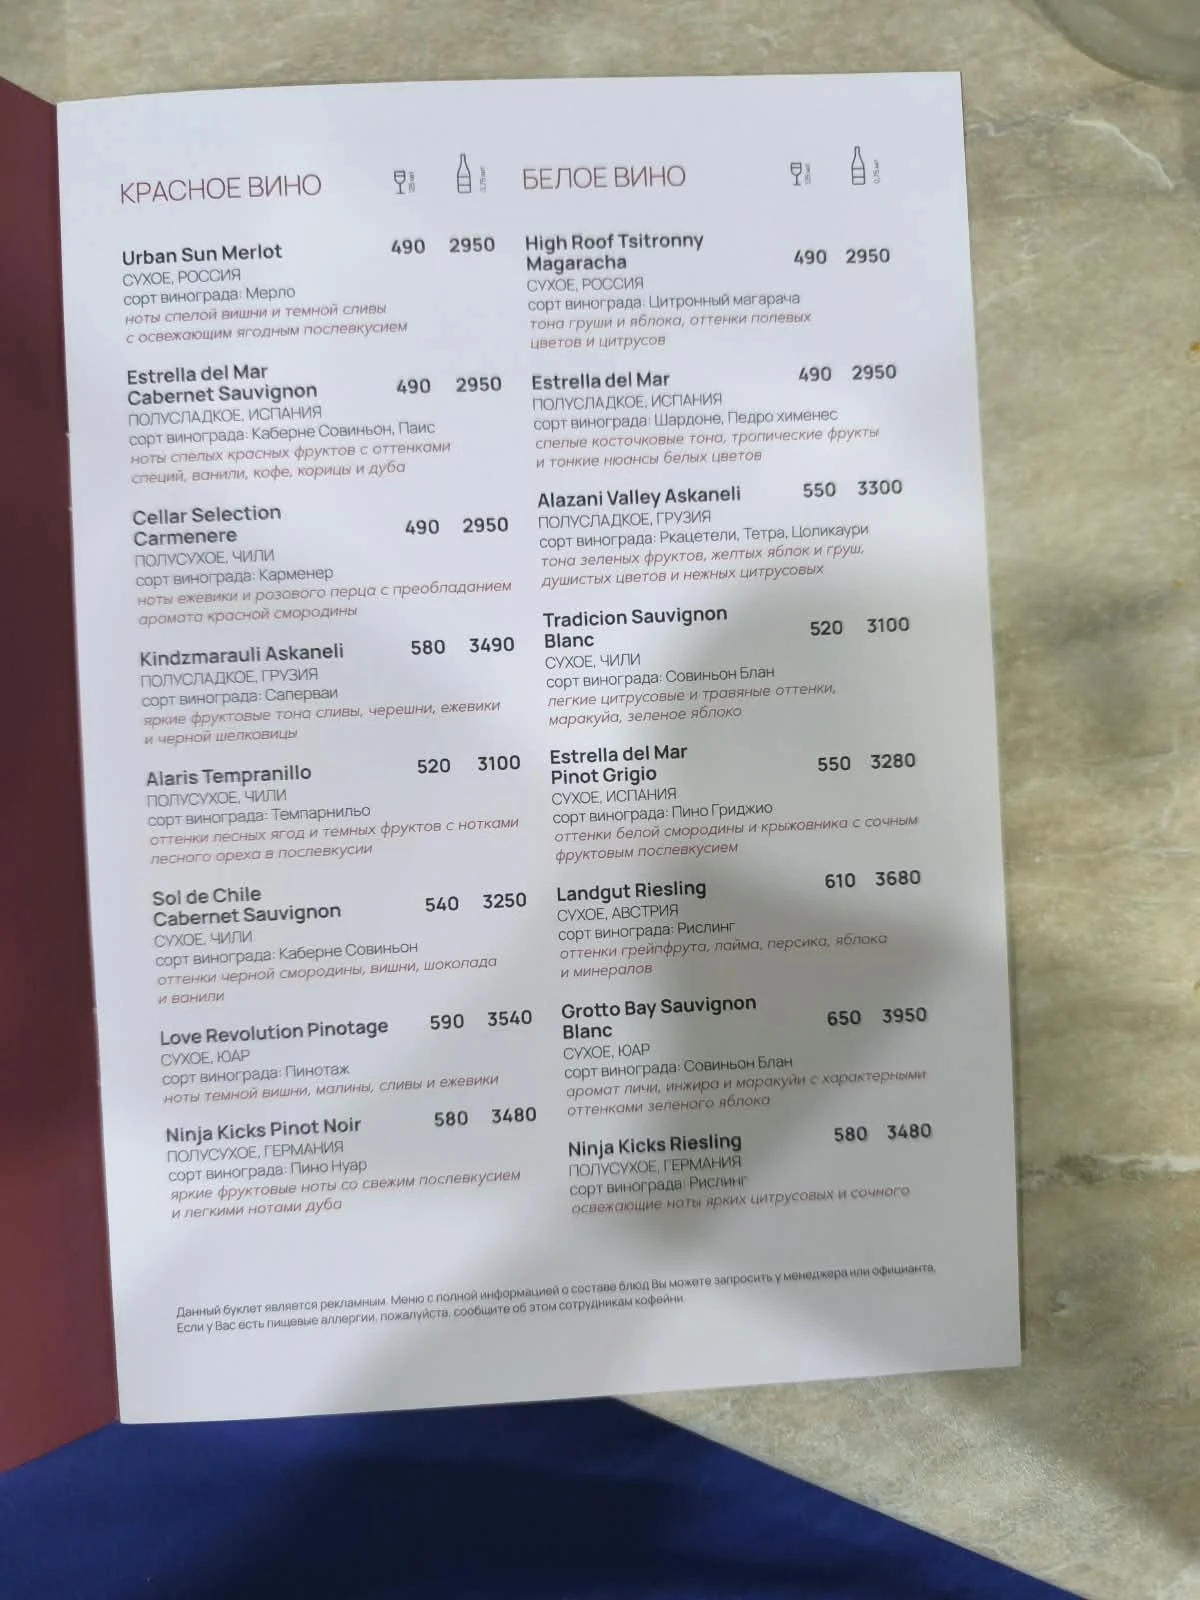 КРАСНОЕ ВИНО
125 мл
0,75 мл
Urban Sun Merlot 490 2950
СУХОЕ, РОССИЯ
сорт винограда: Мерло
ноты спелой вишни и темной сливы
с освежающим ягодным послевкусием
Estrella del Mar
Cabernet Sauvignon 490 2950
ПОЛУСЛАДКОЕ, ИСПАНИЯ
сорт винограда: Каберне Совиньон, Паис
ноты спелых красных фруктов с оттенками
специй, ванили, кофе, корицы и дуба
Cellar Selection
Carmenere 490 2950
ПОЛУСУХОЕ, ЧИЛИ
сорт винограда: Карменер
ноты ежевики и розового перца с преобладанием
аромата красной смородины
Kindzmarauli Askaneli 580 3490
ПОЛУСЛАДКОЕ, ГРУЗИЯ
сорт винограда: Саперваи
яркие фруктовые тона сливы, черешни, ежевики
и черной шелковицы
Alaris Tempranillo 520 3100
ПОЛУСУХОЕ, ЧИЛИ
сорт винограда: Темпарнильо
оттенки лесных ягод и темных фруктов с нотками
лесного ореха в послевкусии
Sol de Chile
Cabernet Sauvignon 540 3250
СУХОЕ, ЧИЛИ
сорт винограда: Каберне Совиньон
оттенки черной смородины, вишни, шоколада
и ванили
Love Revolution Pinotage 590 3540
СУХОЕ, ЮАР
сорт винограда: Пинотаж
ноты темной вишни, малины, сливы и ежевики
Ninja Kicks Pinot Noir 580 3480
ПОЛУСУХОЕ, ГЕРМАНИЯ
сорт винограда: Пино Нуар
яркие фруктовые ноты со свежим послевкусием
и легкими нотами дуба
БЕЛОЕ ВИНО
125 мл
0,75 мл
High Roof Tsitronny
Magaracha 490 2950
СУХОЕ, РОССИЯ
сорт винограда: Цитронный магарача
тона груши и яблока, оттенки полевых
цветов и цитрусов
Estrella del Mar 490 2950
ПОЛУСЛАДКОЕ, ИСПАНИЯ
сорт винограда: Шардоне, Педро хименес
спелые косточковые тона, тропические фрукты
и тонкие нюансы белых цветов
Alazani Valley Askaneli 550 3300
ПОЛУСЛАДКОЕ, ГРУЗИЯ
сорт винограда: Ркацетели, Тетра, Цоликаури
тона зеленых фруктов, желтых яблок и груш,
душистых цветов и нежных цитрусовых
Tradicion Sauvignon
Blanc 520 3100
СУХОЕ, ЧИЛИ
сорт винограда: Совиньон Блан
легкие цитрусовые и травяные оттенки,
маракуйа, зеленое яблоко
Estrella del Mar
Pinot Grigio 550 3280
СУХОЕ, ИСПАНИЯ
сорт винограда: Пино Гриджио
оттенки белой смородины и крыжовника с сочным
фруктовым послевкусием
Landgut Riesling 610 3680
СУХОЕ, АВСТРИЯ
сорт винограда: Рислинг
оттенки грейпфрута, лайма, персика, яблока
и минералов
Grotto Bay Sauvignon
Blanc 650 3950
СУХОЕ, ЮАР
сорт винограда: Совиньон Блан
аромат личи, инжира и маракуйи с характерными
оттенками зеленого яблока
Ninja Kicks Riesling 580 3480
ПОЛУСУХОЕ, ГЕРМАНИЯ
сорт винограда: Рислинг
освежающие ноты ярких цитрусовых и сочного
Данный буклет является рекламным. Меню с полной информацией о составе блюд Вы можете запросить у менеджера или официанта,
Если у Вас есть пищевые аллергии, пожалуйста, сообщите об этом сотрудникам кофейни